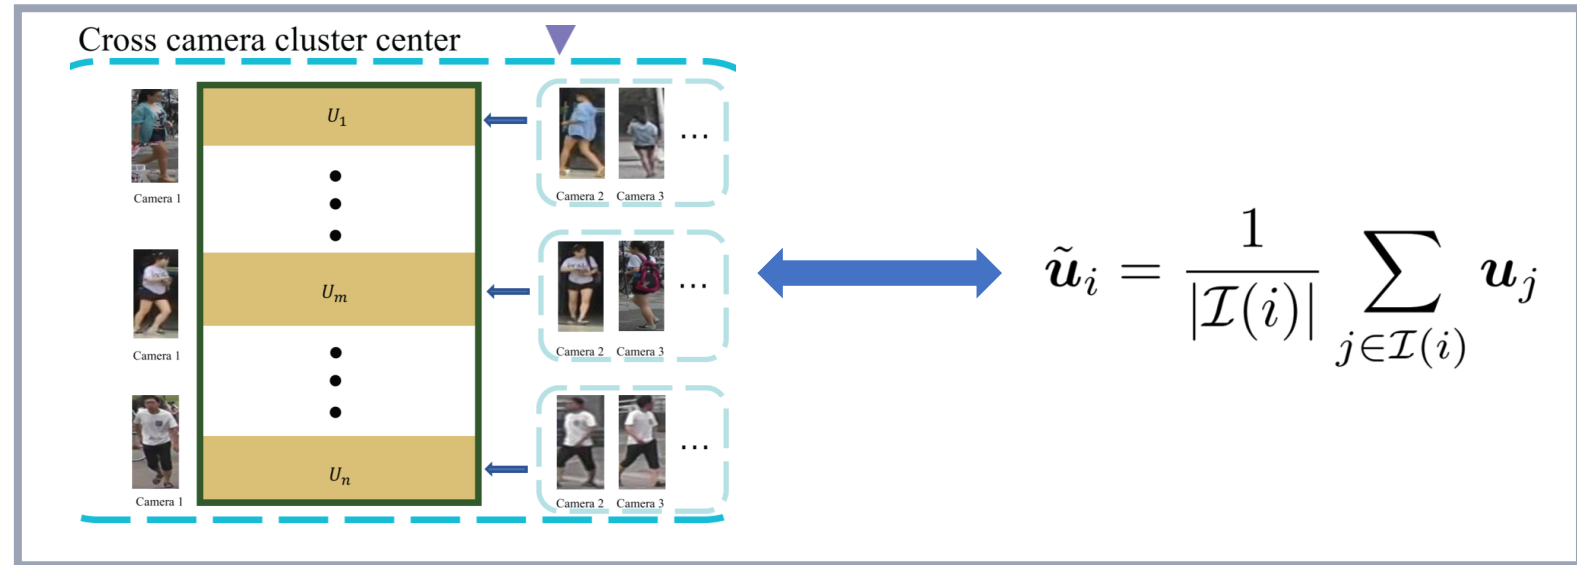 Cross camera cluster center
U₁
Camera 1
Camera 2 Camera 3
...
Uₘ
Camera 1
Camera 2 Camera 3
...
Uₙ
Camera 1
Camera 2 Camera 3
...
ũᵢ = 1/|ℐ(i)| ∑_{j∈ℐ(i)} uⱼ